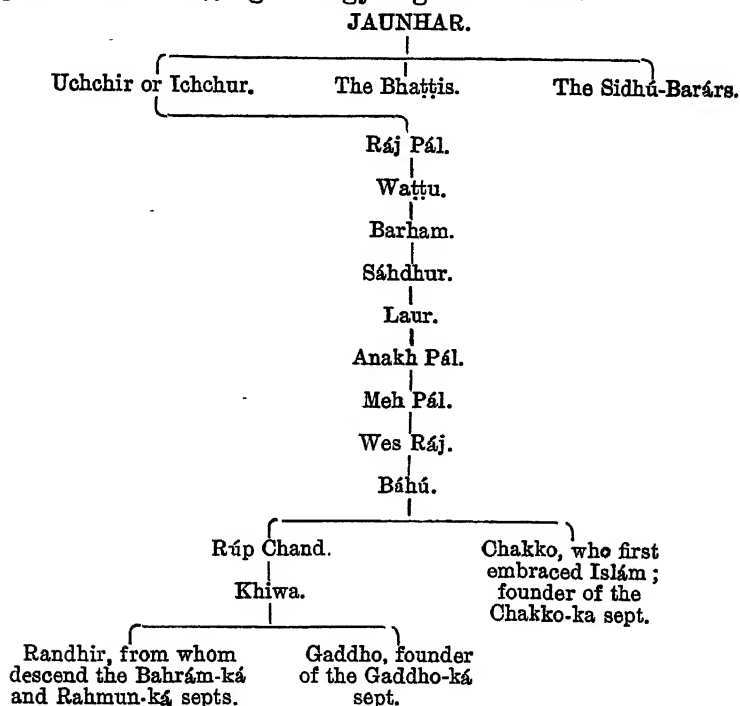 JAUNHAR.
Uchchir or Ichchur. The Bhaṭṭis. The Sidhú-Barárs.
Ráj Pál.
Waṭṭu.
Barham.
Sáhdhur.
Laur.
Anakh Pál.
Meh Pál.
Wes Ráj.
Báhú.
Rúp Chand.
Khiwa.
Chakko, who first
embraced Islám;
founder of the
Chakko-ka sept.
Randhir, from whom
descend the Bahrám-ká
and Rahmun-ká septs.
Gaddho, founder
of the Gaddho-ká
sept.